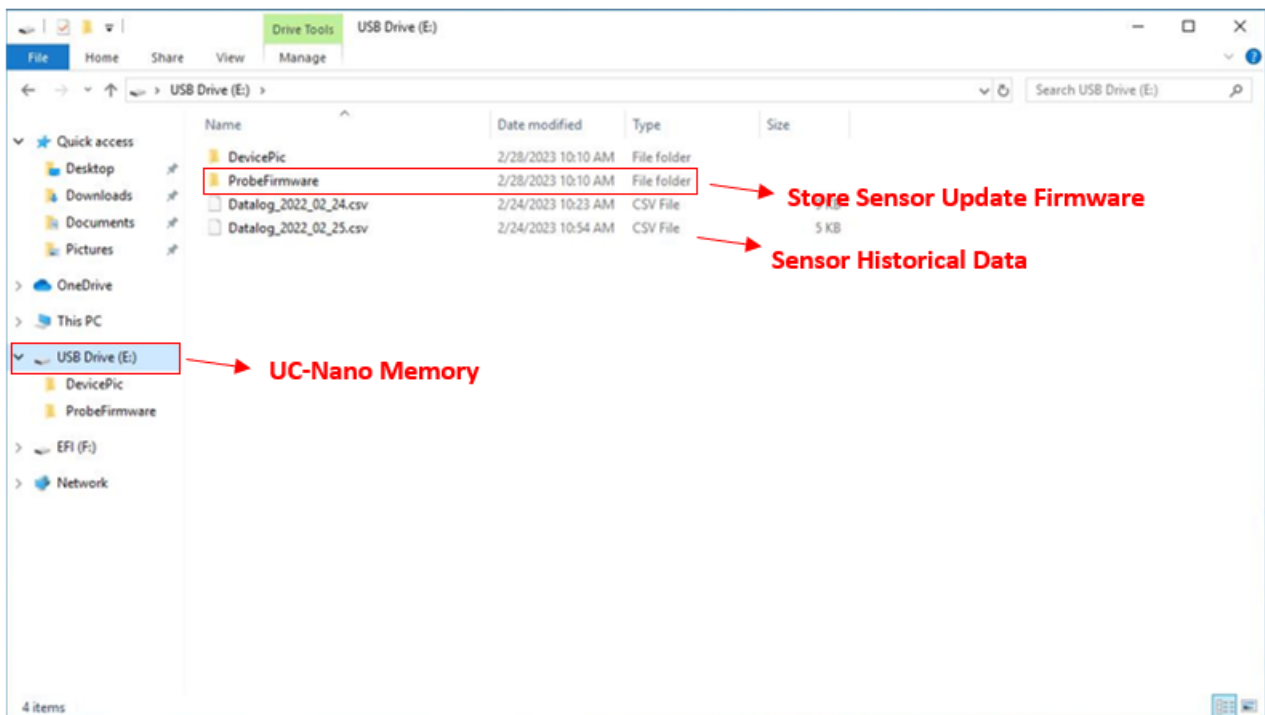 Drive Tools USB Drive (E:)
File Home Share View Manage
USB Drive (E:)
Search USB Drive (E:)
Name Date modified Type Size
Quick access
Desktop
Downloads
Documents
Pictures
OneDrive
This PC
USB Drive (E:)
DevicePic
ProbeFirmware
EFI (F:)
Network
DevicePic 2/28/2023 10:10 AM File folder
ProbeFirmware 2/28/2023 10:10 AM File folder
Datalog_2022_02_24.csv 2/24/2023 10:23 AM CSV File KB
Datalog_2022_02_25.csv 2/24/2023 10:54 AM CSV File 5 KB
Store Sensor Update Firmware
Sensor Historical Data
UC-Nano Memory
4 items